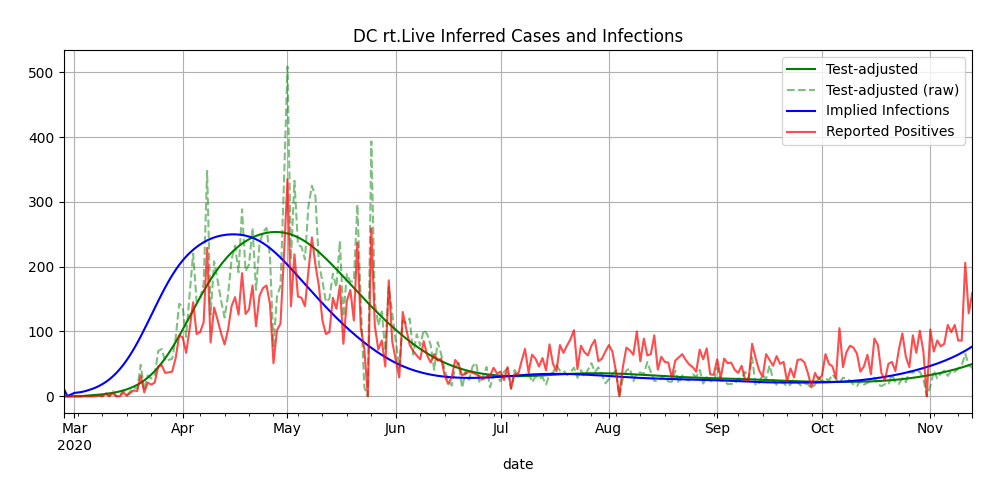 DC rt.Live Inferred Cases and Infections
Test-adjusted
Test-adjusted (raw)
Implied Infections
Reported Positives
500
400
300
200
100
0
Mar Apr May Jun Jul Aug Sep Oct Nov
2020
date